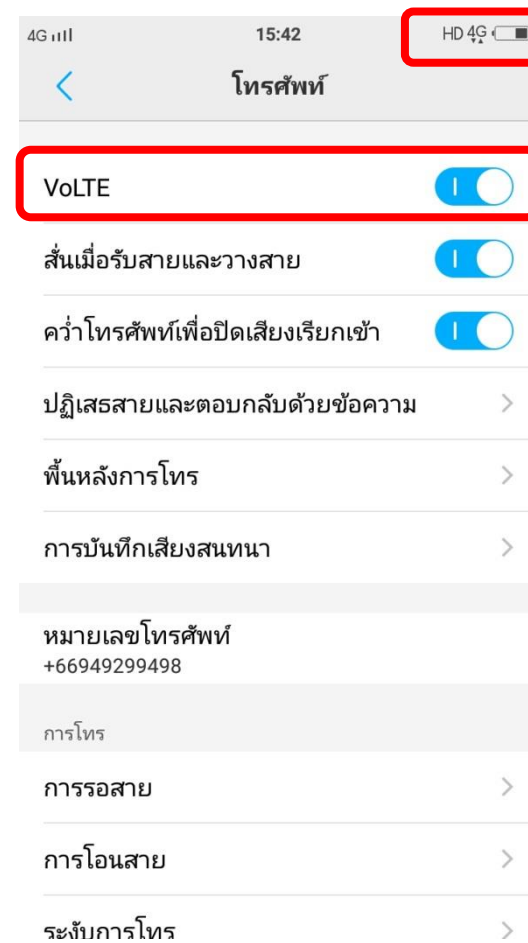 4G 15:42 HD 4G
โทรศัพท์
VoLTE
สั่นเมื่อรับสายและวางสาย
คว่ำโทรศัพท์เพื่อปิดเสียงเรียกเข้า
ปฏิเสธสายและตอบกลับด้วยข้อความ
พื้นหลังการโทร
การบันทึกเสียงสนทนา
หมายเลขโทรศัพท์
+66949299498
การโทร
การรอสาย
การโอนสาย
ระงับการโทร